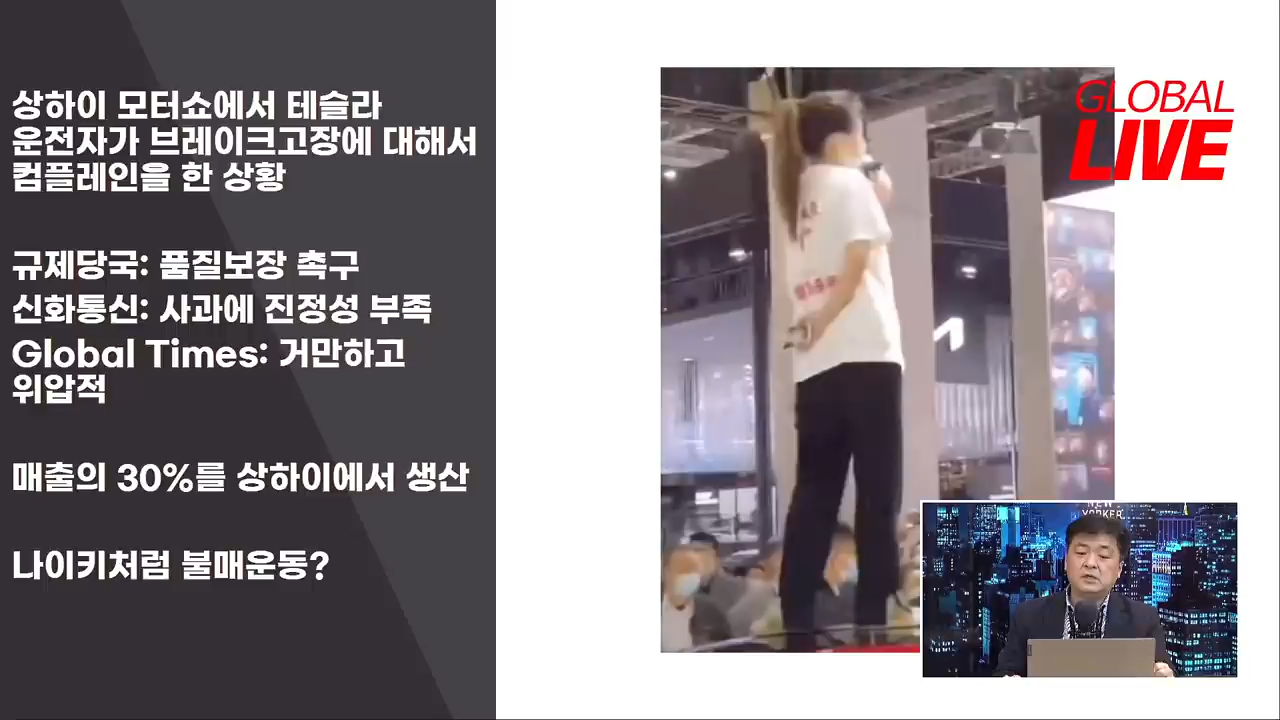 상하이 모터쇼에서 테슬라
운전자가 브레이크고장에 대해서
컴플레인을 한 상황
규제당국: 품질보장 촉구
신화통신: 사과에 진정성 부족
Global Times: 거만하고
위압적
매출의 30%를 상하이에서 생산
나이키처럼 불매운동?
GLOBAL
LIVE
NEW
YORKER